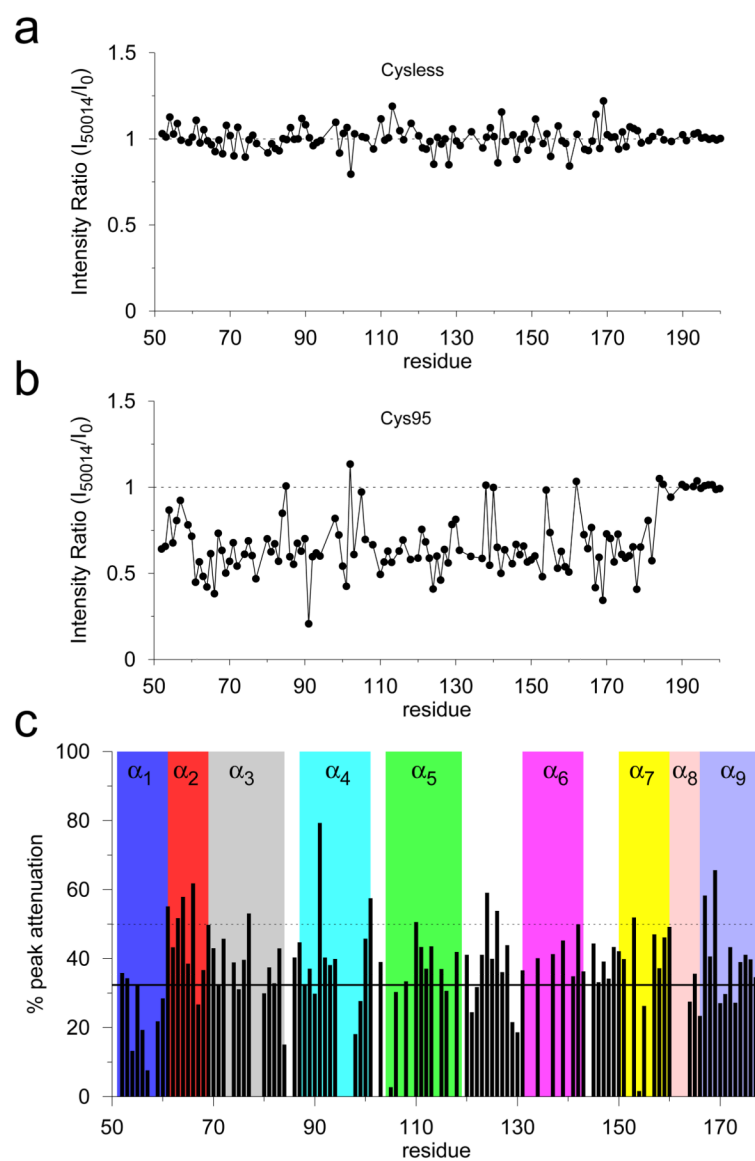 a
1.5
1
0.5
0
Intensity Ratio (I50014/I0)
Cysless
50 70 90 110 130 150 170 190
residue
b
1.5
1
0.5
0
Intensity Ratio (I50014/I0)
Cys95
50 70 90 110 130 150 170 190
residue
c
100
80
60
40
20
0
% peak attenuation
α1 α2 α3 α4 α5 α6 α7 α8 α9
50 70 90 110 130 150 170
residue